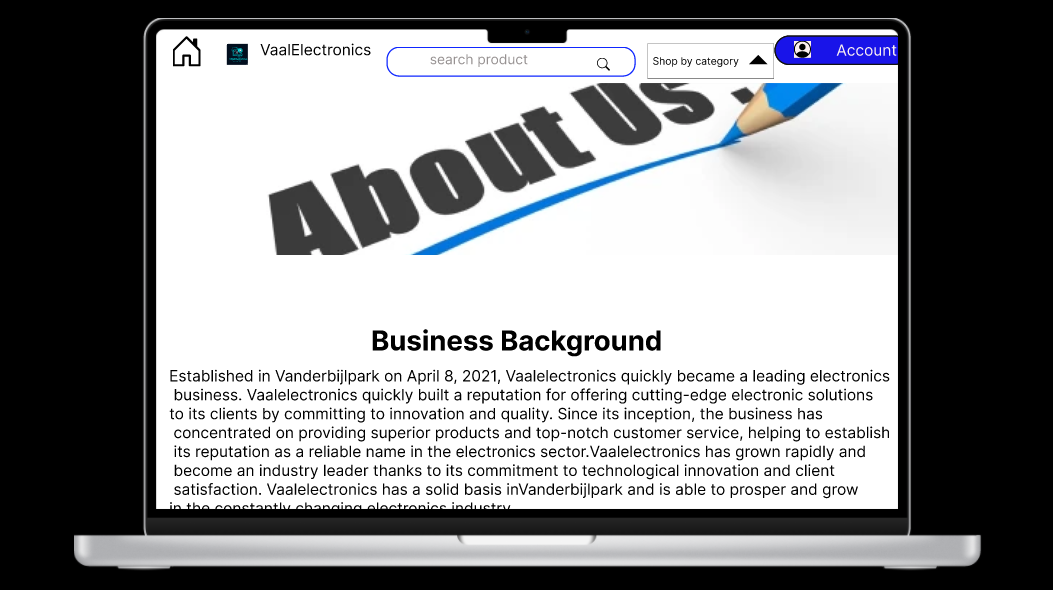 VaalElectronics
search product
Shop by category
Account
About Us
Business Background
Established in Vanderbijlpark on April 8, 2021, Vaalelectronics quickly became a leading electronics
business. Vaalelectronics quickly built a reputation for offering cutting-edge electronic solutions
to its clients by committing to innovation and quality. Since its inception, the business has
concentrated on providing superior products and top-notch customer service, helping to establish
its reputation as a reliable name in the electronics sector.Vaalelectronics has grown rapidly and
become an industry leader thanks to its commitment to technological innovation and client
satisfaction. Vaalelectronics has a solid basis inVanderbijlpark and is able to prosper and grow
in the constantly changing electronics industry.